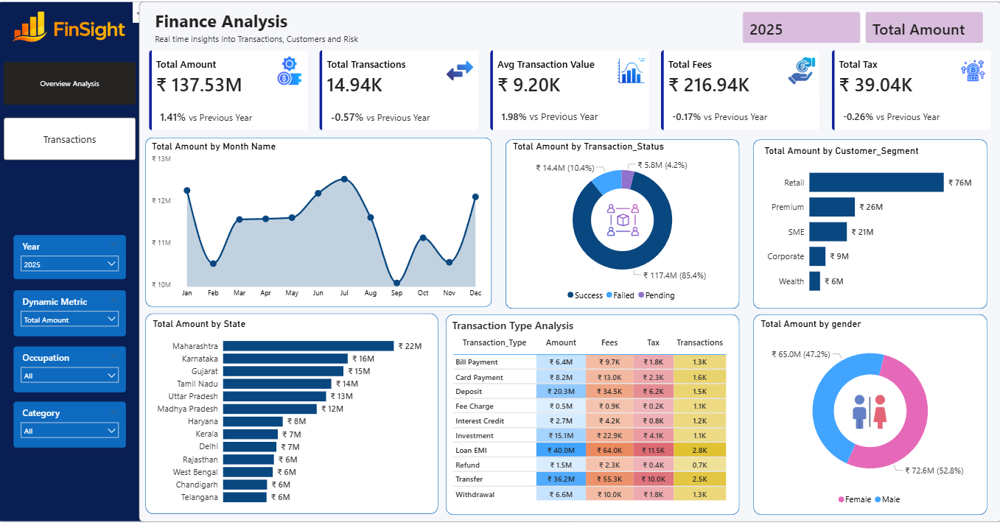 FinSight
Overview Analysis
Transactions
Year
2025
Dynamic Metric
Total Amount
Occupation
All
Category
All
Finance Analysis
Real time insights into Transactions, Customers and Risk
2025
Total Amount
Total Amount
₹ 137.53M
1.41% vs Previous Year
Total Transactions
14.94K
-0.57% vs Previous Year
Avg Transaction Value
₹ 9.20K
1.98% vs Previous Year
Total Fees
₹ 216.94K
-0.17% vs Previous Year
Total Tax
₹ 39.04K
-0.26% vs Previous Year
Total Amount by Month Name
₹ 13M
₹ 12M
₹ 11M
₹ 10M
Jan Feb Mar Apr May Jun Jul Aug Sep Oct Nov Dec
Total Amount by Transaction_Status
₹ 14.4M (10.4%)
₹ 5.8M (4.2%)
₹ 117.4M (85.4%)
Success Failed Pending
Total Amount by Customer_Segment
Retail ₹ 76M
Premium ₹ 26M
SME ₹ 21M
Corporate ₹ 9M
Wealth ₹ 6M
Total Amount by State
Maharashtra ₹ 22M
Karnataka ₹ 16M
Gujarat ₹ 15M
Tamil Nadu ₹ 14M
Uttar Pradesh ₹ 13M
Madhya Pradesh ₹ 12M
Haryana ₹ 8M
Kerala ₹ 7M
Delhi ₹ 7M
Rajasthan ₹ 6M
West Bengal ₹ 6M
Chandigarh ₹ 6M
Telangana ₹ 6M
Transaction Type Analysis
Transaction_Type Amount Fees Tax Transactions
Bill Payment ₹ 6.4M ₹ 9.7K ₹ 1.8K 1.3K
Card Payment ₹ 8.2M ₹ 13.0K ₹ 2.3K 1.6K
Deposit ₹ 20.3M ₹ 34.5K ₹ 6.2K 1.5K
Fee Charge ₹ 0.5M ₹ 0.9K ₹ 0.2K 1.1K
Interest Credit ₹ 2.7M ₹ 4.2K ₹ 0.8K 1.2K
Investment ₹ 15.1M ₹ 22.9K ₹ 4.1K 1.1K
Loan EMI ₹ 40.0M ₹ 64.0K ₹ 11.5K 2.8K
Refund ₹ 1.5M ₹ 2.3K ₹ 0.4K 0.7K
Transfer ₹ 36.2M ₹ 55.3K ₹ 10.0K 2.5K
Withdrawal ₹ 6.6M ₹ 10.0K ₹ 1.8K 1.3K
Total Amount by gender
₹ 65.0M (47.2%)
₹ 72.6M (52.8%)
Female Male